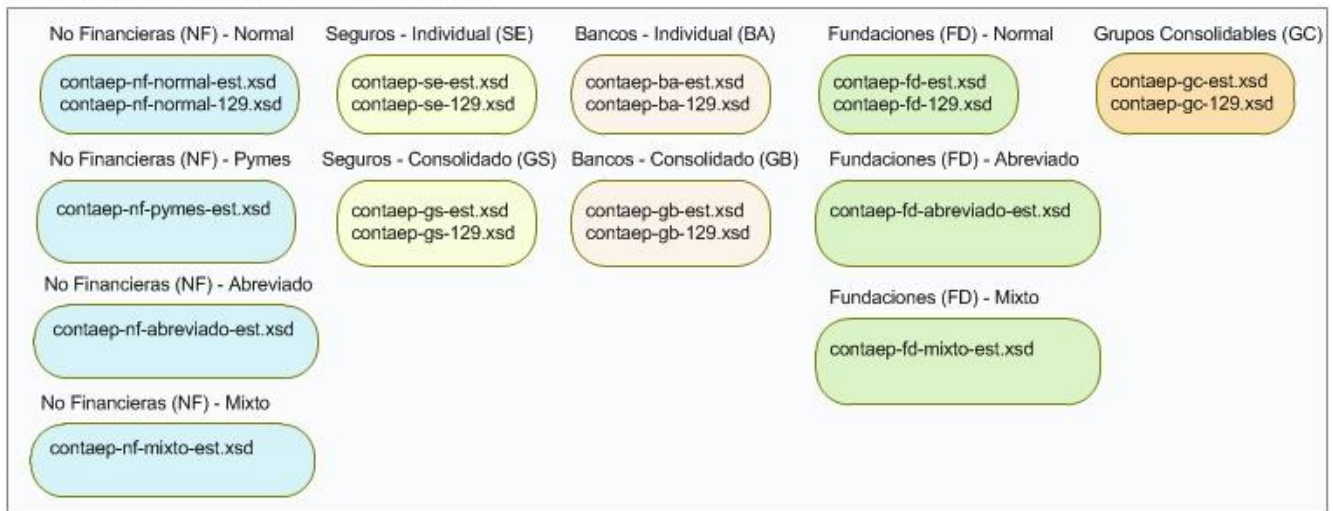 No Financieras (NF) - Normal
contaep-nf-normal-est.xsd
contaep-nf-normal-129.xsd
Seguros - Individual (SE)
contaep-se-est.xsd
contaep-se-129.xsd
Bancos - Individual (BA)
contaep-ba-est.xsd
contaep-ba-129.xsd
Fundaciones (FD) - Normal
contaep-fd-est.xsd
contaep-fd-129.xsd
Grupos Consolidables (GC)
contaep-gc-est.xsd
contaep-gc-129.xsd
No Financieras (NF) - Pymes
contaep-nf-pymes-est.xsd
Seguros - Consolidado (GS)
contaep-gs-est.xsd
contaep-gs-129.xsd
Bancos - Consolidado (GB)
contaep-gb-est.xsd
contaep-gb-129.xsd
Fundaciones (FD) - Abreviado
contaep-fd-abreviado-est.xsd
No Financieras (NF) - Abreviado
contaep-nf-abreviado-est.xsd
Fundaciones (FD) - Mixto
contaep-fd-mixto-est.xsd
No Financieras (NF) - Mixto
contaep-nf-mixto-est.xsd